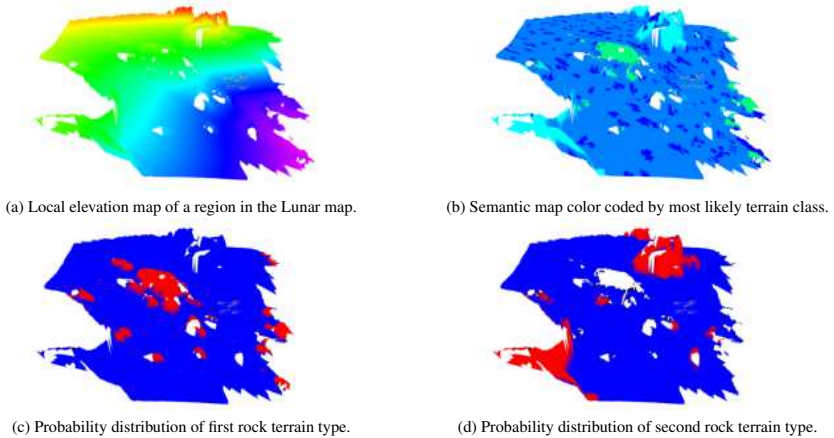 (a) Local elevation map of a region in the Lunar map.
(b) Semantic map color coded by most likely terrain class.
(c) Probability distribution of first rock terrain type.
(d) Probability distribution of second rock terrain type.